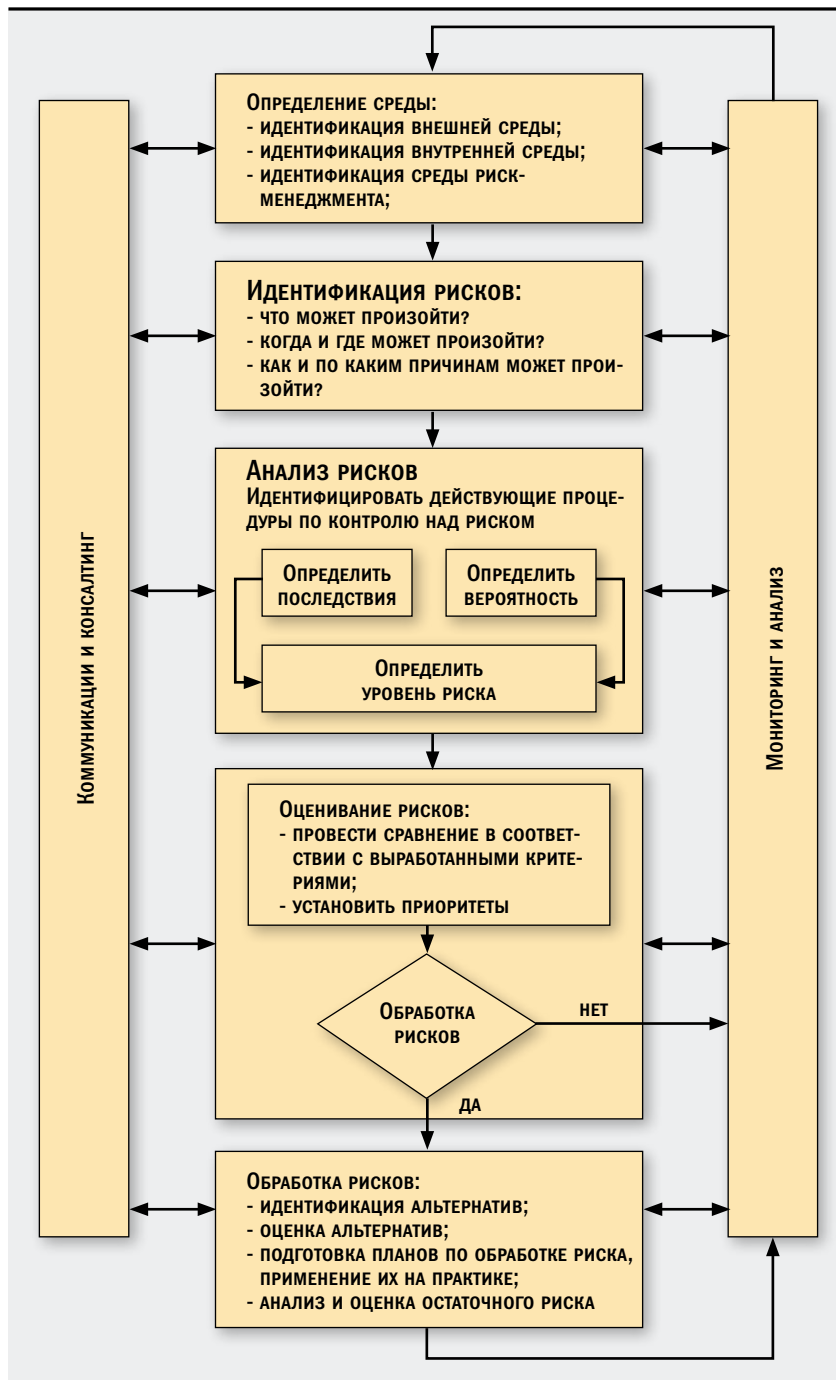 Определение среды:
- идентификация внешней среды;
- идентификация внутренней среды;
- идентификация среды риск-
менеджмента;
Идентификация рисков:
- что может произойти?
- когда и где может произойти?
- как и по каким причинам может прои-
зойти?
Анализ рисков
Идентифицировать действующие проце-
дуры по контролю над риском
Определить
последствия
Определить
вероятность
Определить
уровень риска
Коммуникации и консалтинг
Мониторинг и анализ
Оценивание рисков:
- провести сравнение в соответ-
ствии с выработанными крите-
риями;
- установить приоритеты
Обработка
рисков
нет
да
Обработка рисков:
- идентификация альтернатив;
- оценка альтернатив;
- подготовка планов по обработке риска,
применение их на практике;
- анализ и оценка остаточного риска